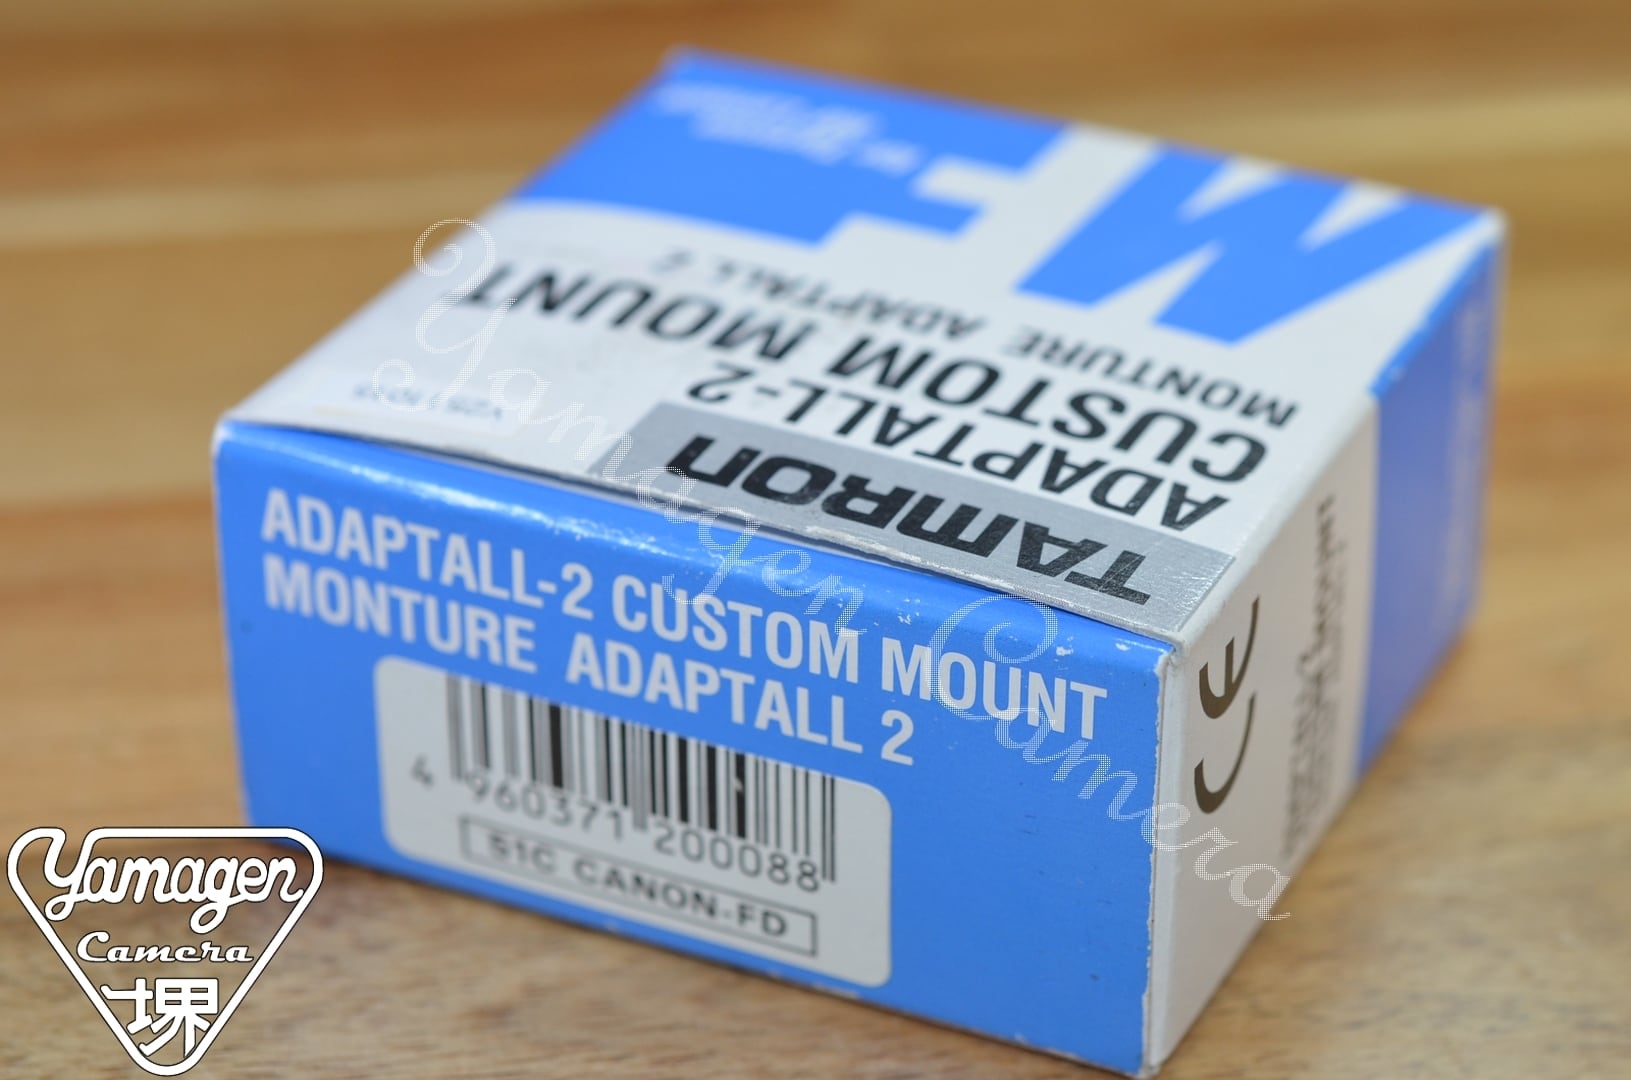 MF
TAMRON
ADAPTALL-2
CUSTOM MOUNT
MONTURE ADAPTALL 2
ADAPTALL-2 CUSTOM MOUNT
MONTURE ADAPTALL 2
4 960371 200088
51C CANON-FD
CE
Yamagen Camera
Yamagen
Camera
堺